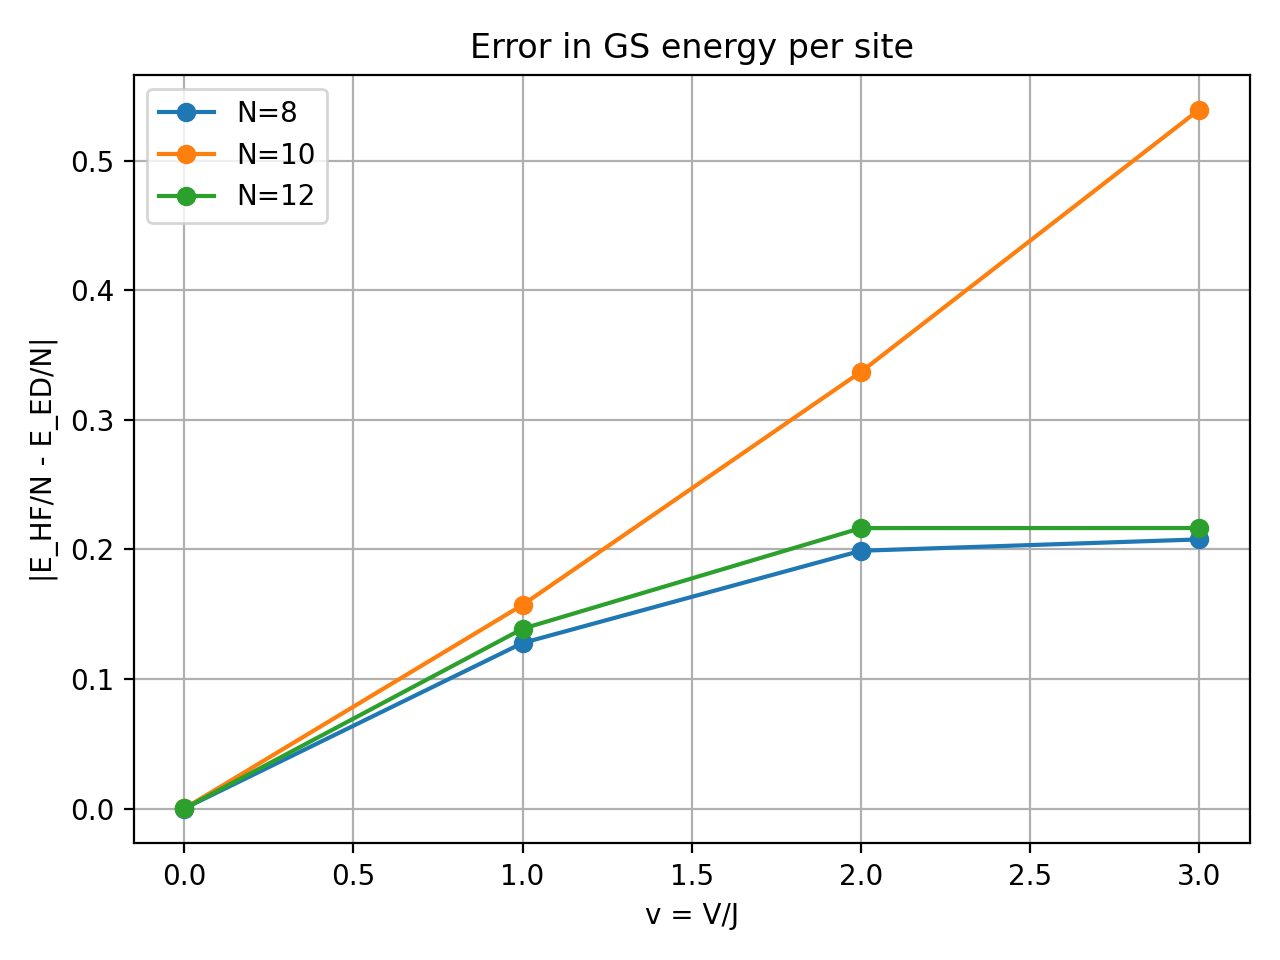 Error in GS energy per site
N=8
N=10
N=12
|E_HF/N - E_ED/N|
0.5
0.4
0.3
0.2
0.1
0.0
0.0 0.5 1.0 1.5 2.0 2.5 3.0
v = V/J